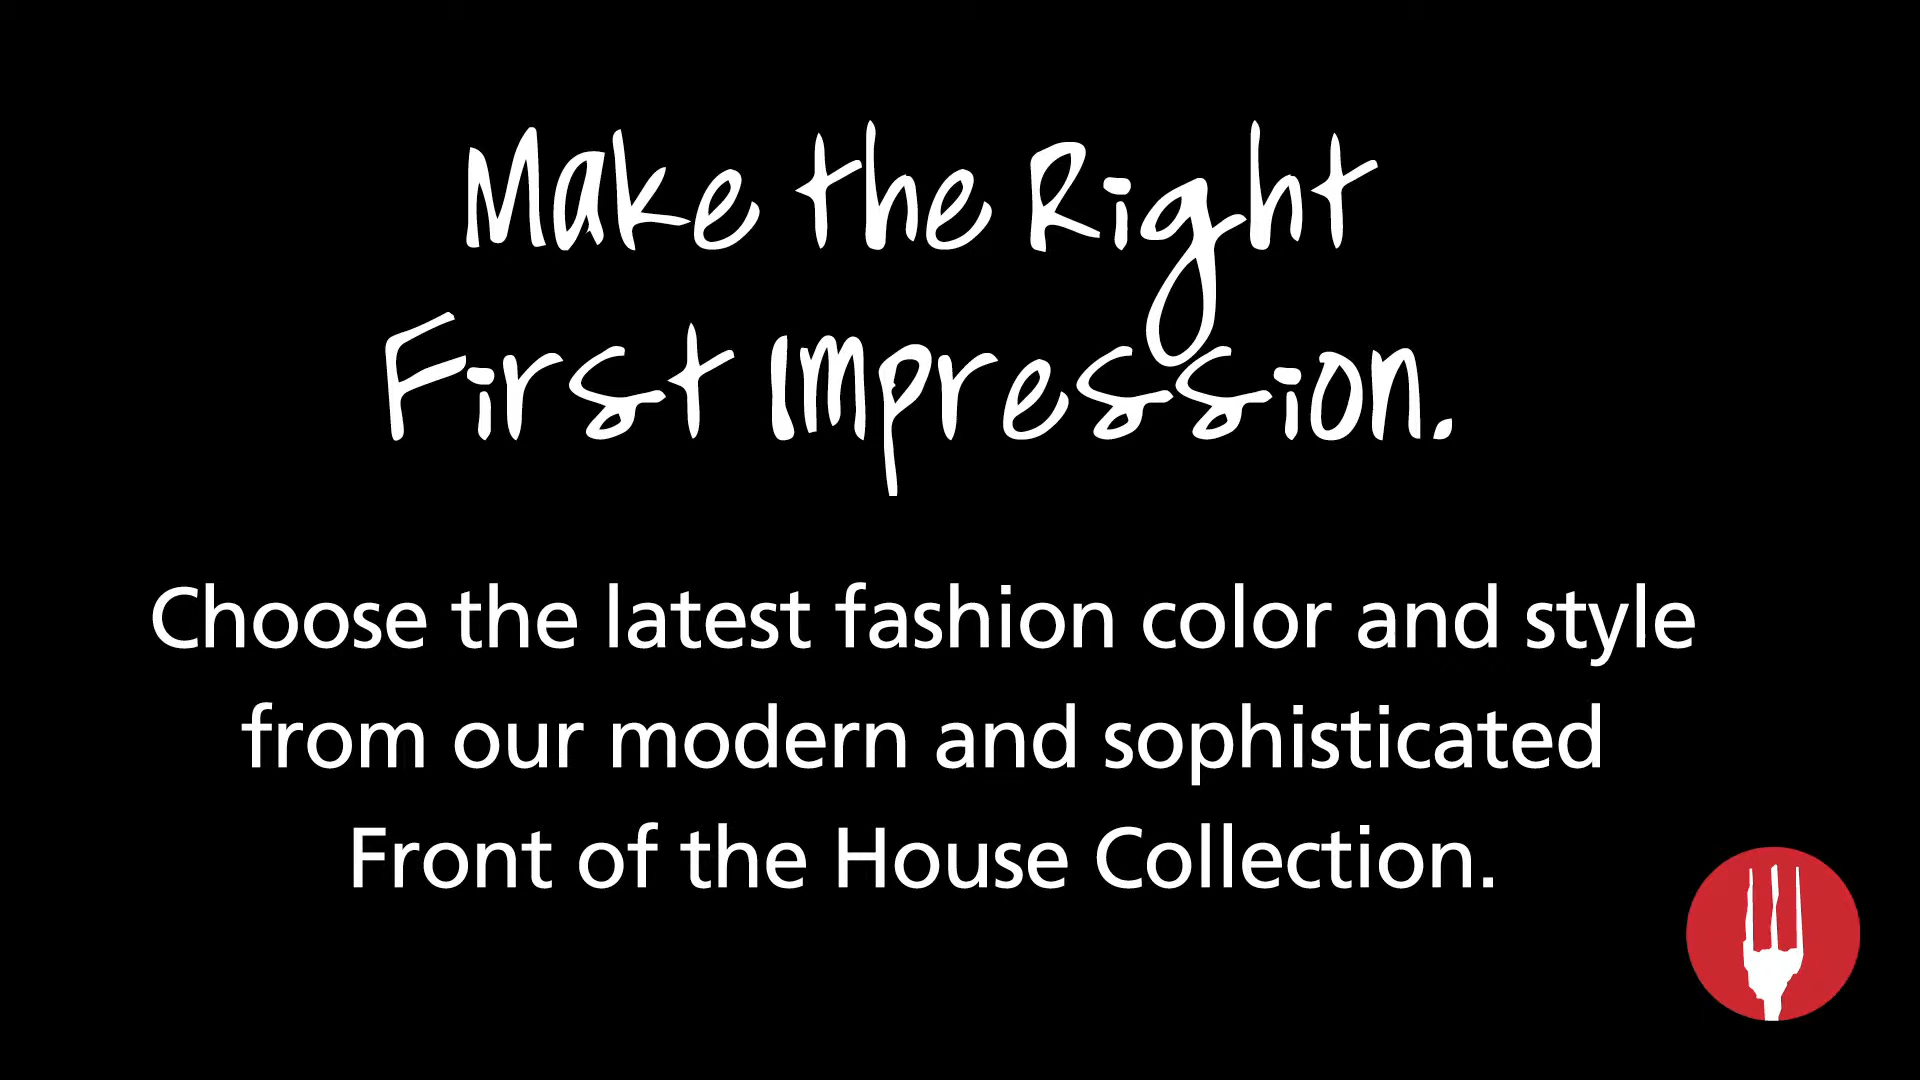 Make the Right
First Impression.
Choose the latest fashion color and style
from our modern and sophisticated
Front of the House Collection.